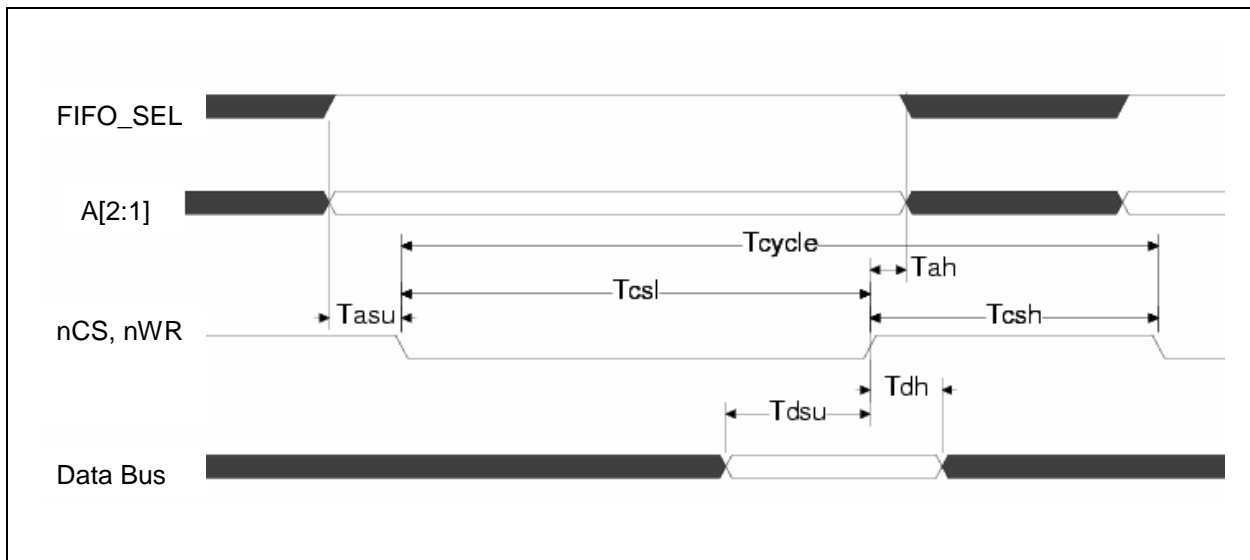 FIFO_SEL
A[2:1]
Tcycle
Tah
Tcsl
Tasu
Tcsh
nCS, nWR
Tdh
Tdsu
Data Bus